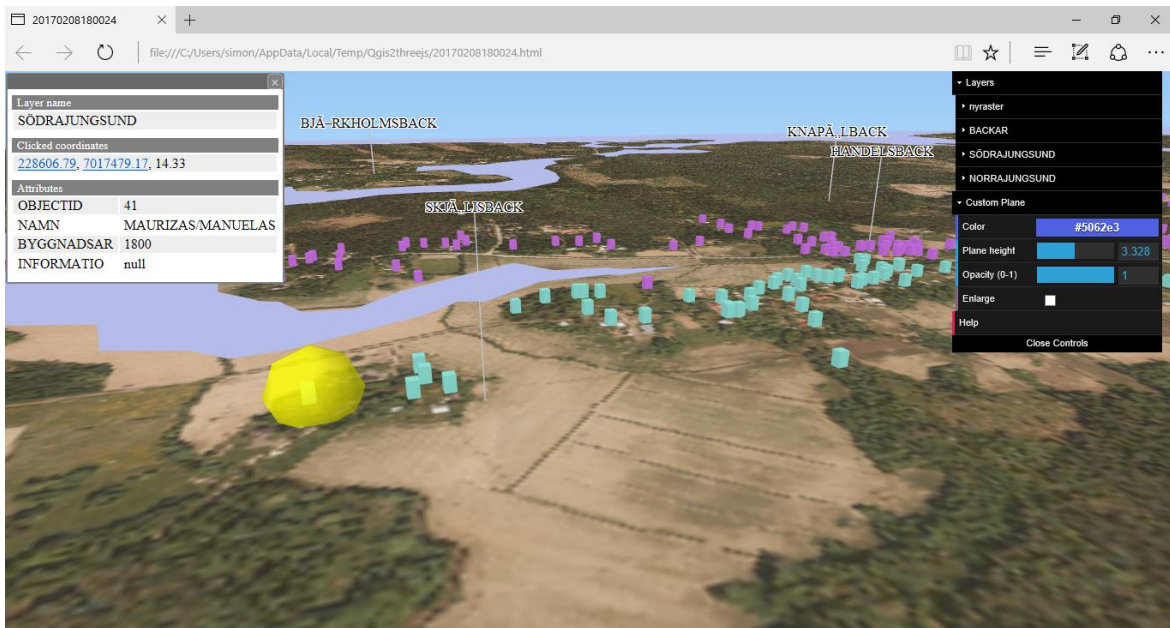 20170208180024
file:///C:/Users/simon/AppData/Local/Temp/Qgis2threejs/20170208180024.html
Layer name
SÖDRAJUNGSUND
Clicked coordinates
228606.79, 7017479.17, 14.33
Attributes
OBJECTID 41
NAMN MAURIZAS/MANUELAS
BYGGNADSAR 1800
INFORMATIO null
BJÃ–RKHOLMSBACK
KNAPÃ„LBACK
HANDELSBACK
SKJÃ„LISBACK
Layers
nyraster
BACKAR
SÖDRAJUNGSUND
NORRAJUNGSUND
Custom Plane
Color #5062e3
Plane height 3.328
Opacity (0-1) 1
Enlarge
Help
Close Controls